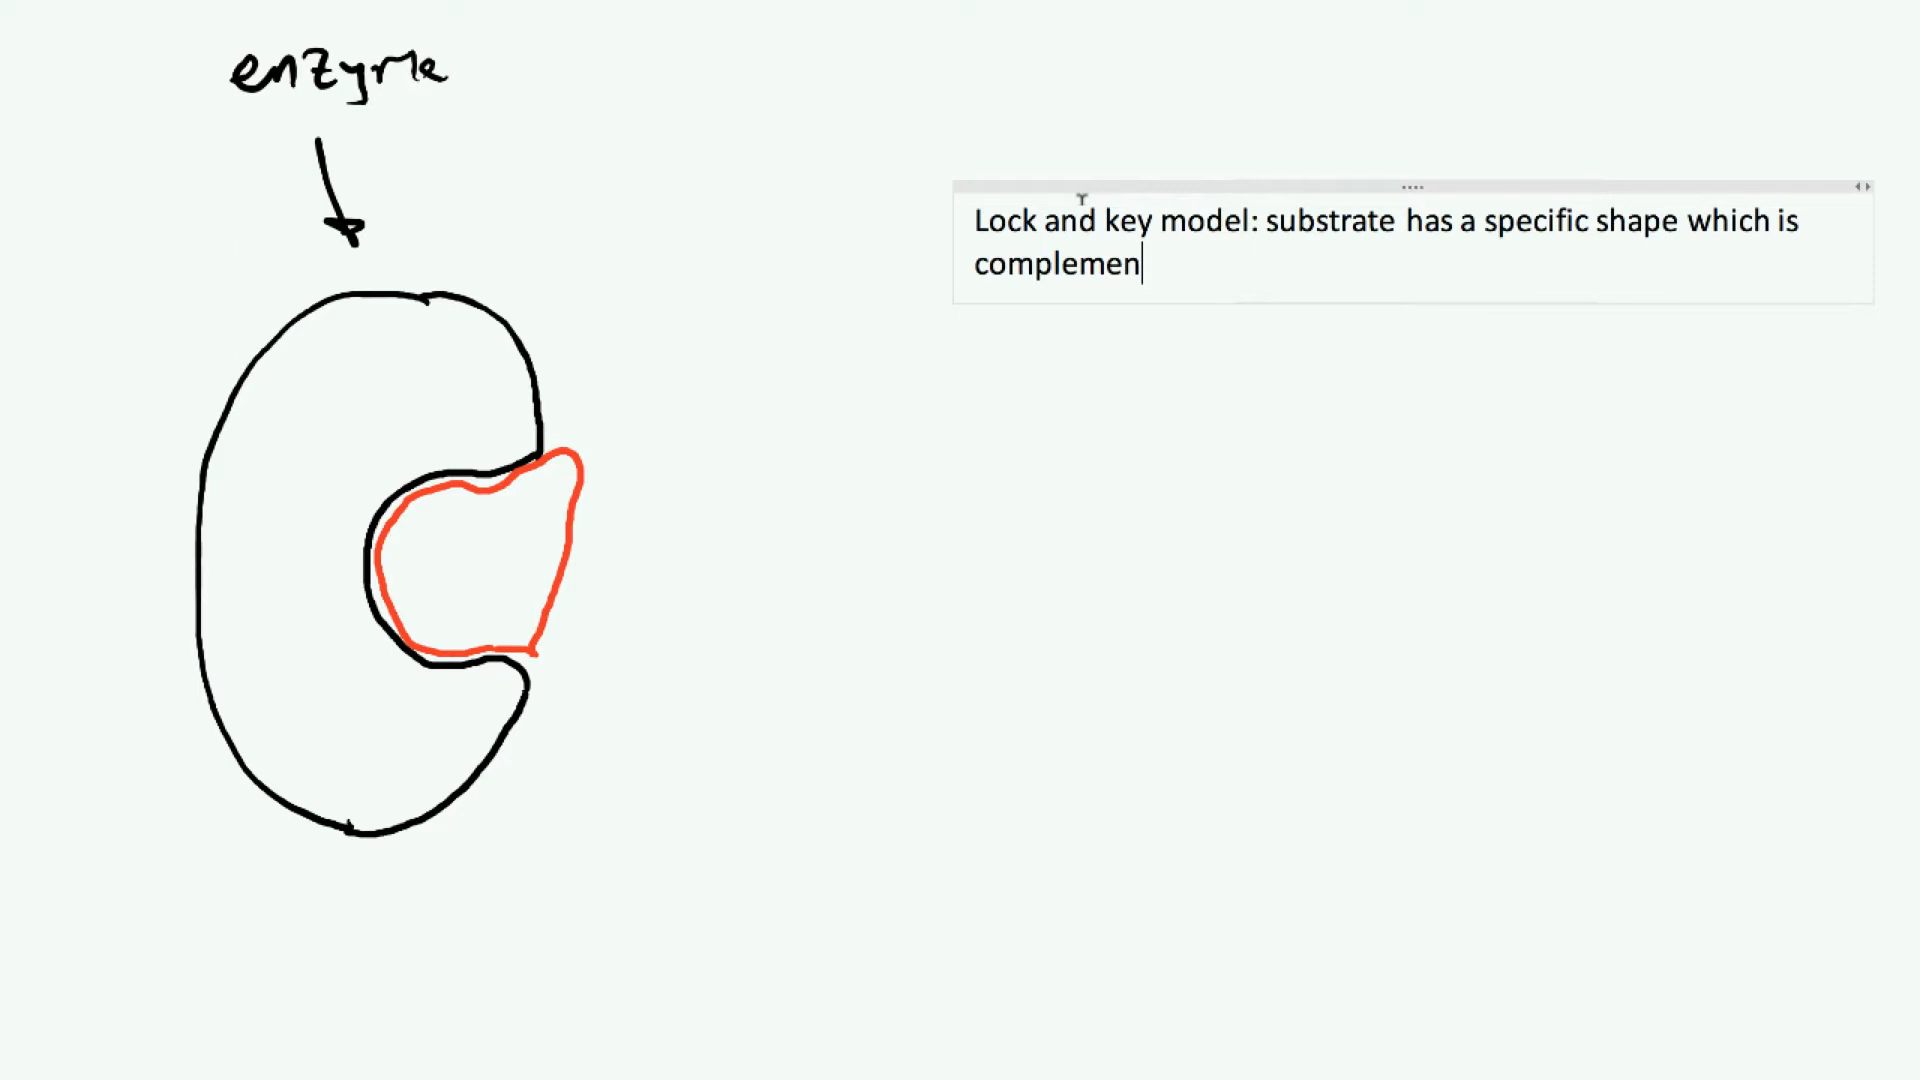 enzyme
Lock and key model: substrate has a specific shape which is
complemen